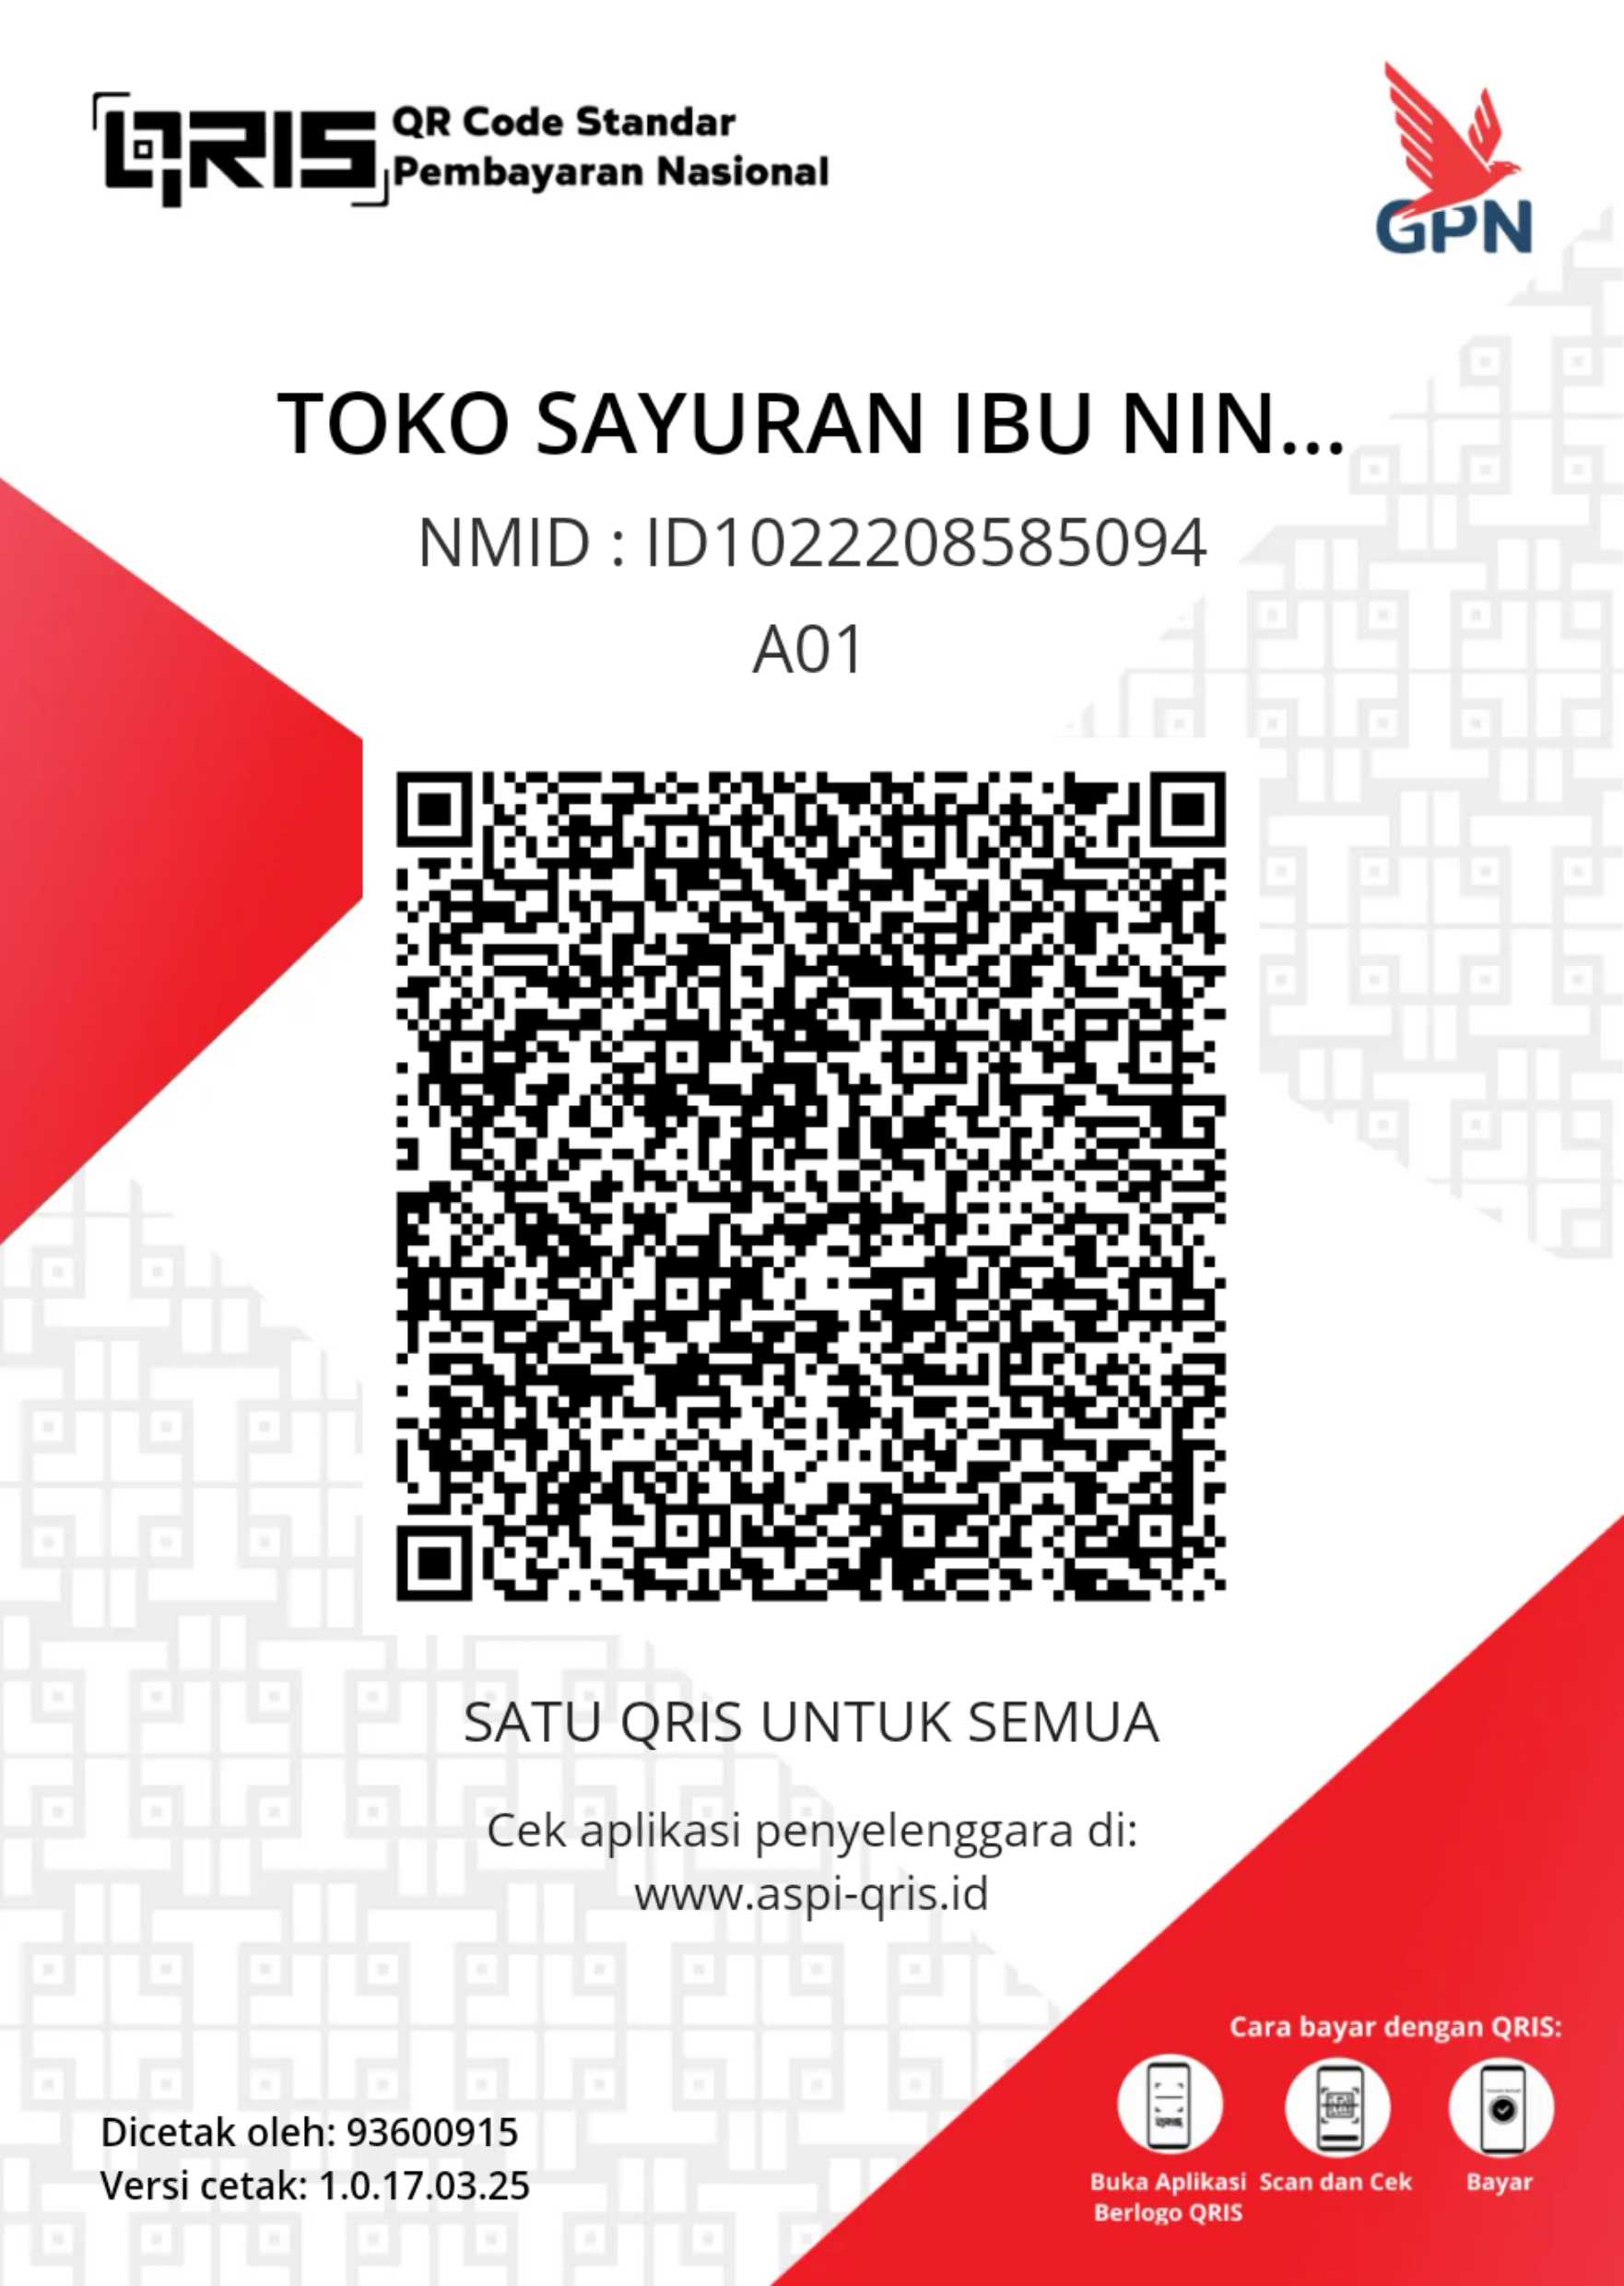 QRIS QR Code Standar
Pembayaran Nasional
GPN
TOKO SAYURAN IBU NIN...
NMID : ID1022208585094
A01
SATU QRIS UNTUK SEMUA
Cek aplikasi penyelenggara di:
www.aspi-qris.id
Cara bayar dengan QRIS:
Buka Aplikasi
Berlogo QRIS
Scan dan Cek
Bayar
Dicetak oleh: 93600915
Versi cetak: 1.0.17.03.25